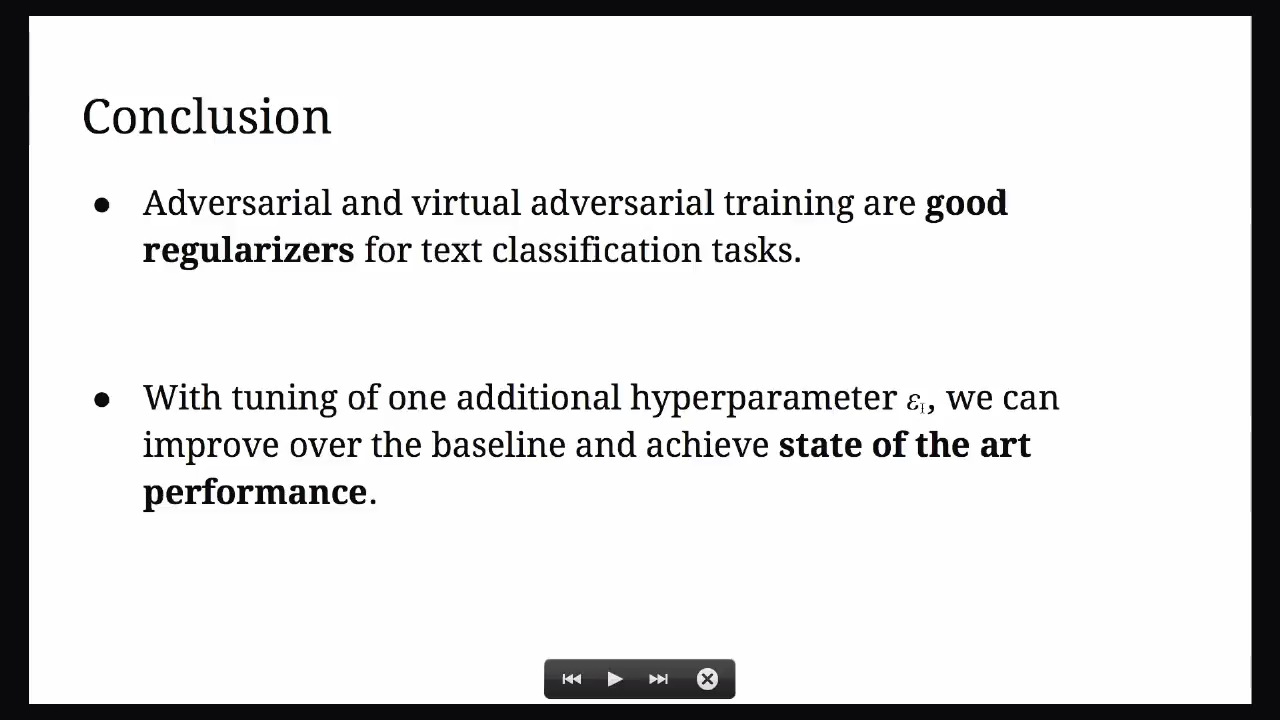 Conclusion
● Adversarial and virtual adversarial training are good
regularizers for text classification tasks.
● With tuning of one additional hyperparameter ε, we can
improve over the baseline and achieve state of the art
performance.